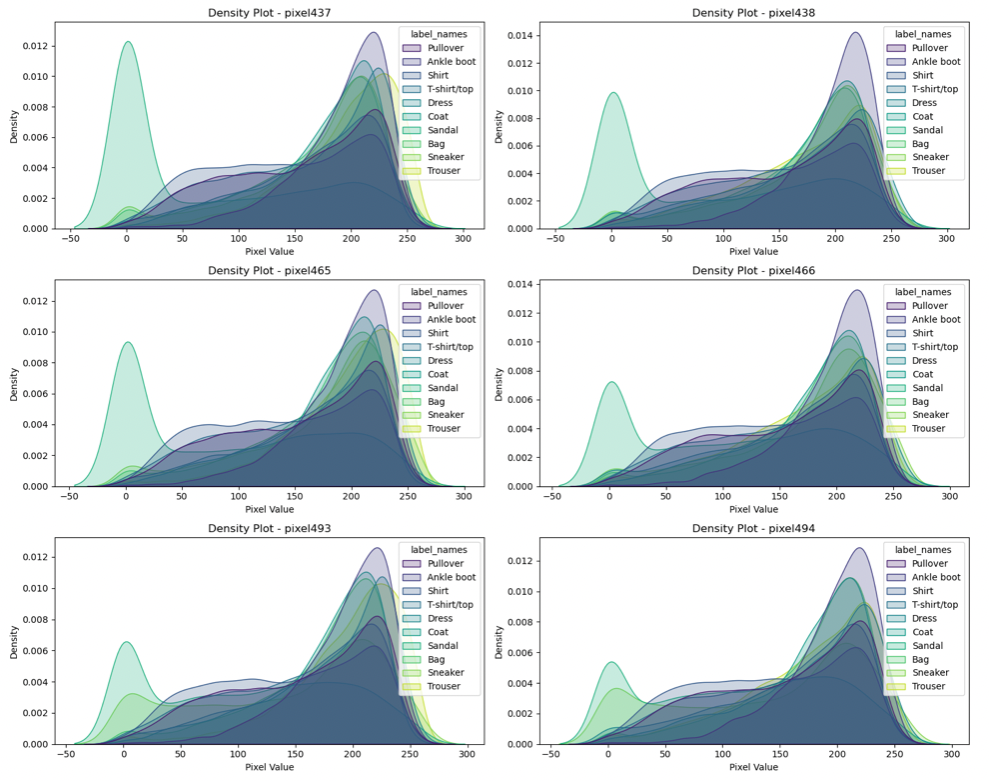 Density Plot - pixel437
label_names
Pullover
Ankle boot
Shirt
T-shirt/top
Dress
Coat
Sandal
Bag
Sneaker
Trouser
0.012
0.010
0.008
0.006
0.004
0.002
0.000
Density
−50 0 50 100 150 200 250 300
Pixel Value
Density Plot - pixel438
label_names
Pullover
Ankle boot
Shirt
T-shirt/top
Dress
Coat
Sandal
Bag
Sneaker
Trouser
0.014
0.012
0.010
0.008
0.006
0.004
0.002
0.000
Density
−50 0 50 100 150 200 250 300
Pixel Value
Density Plot - pixel465
label_names
Pullover
Ankle boot
Shirt
T-shirt/top
Dress
Coat
Sandal
Bag
Sneaker
Trouser
0.012
0.010
0.008
0.006
0.004
0.002
0.000
Density
−50 0 50 100 150 200 250 300
Pixel Value
Density Plot - pixel466
label_names
Pullover
Ankle boot
Shirt
T-shirt/top
Dress
Coat
Sandal
Bag
Sneaker
Trouser
0.014
0.012
0.010
0.008
0.006
0.004
0.002
0.000
Density
−50 0 50 100 150 200 250 300
Pixel Value
Density Plot - pixel493
label_names
Pullover
Ankle boot
Shirt
T-shirt/top
Dress
Coat
Sandal
Bag
Sneaker
Trouser
0.012
0.010
0.008
0.006
0.004
0.002
0.000
Density
−50 0 50 100 150 200 250 300
Pixel Value
Density Plot - pixel494
label_names
Pullover
Ankle boot
Shirt
T-shirt/top
Dress
Coat
Sandal
Bag
Sneaker
Trouser
0.012
0.010
0.008
0.006
0.004
0.002
0.000
Density
−50 0 50 100 150 200 250 300
Pixel Value